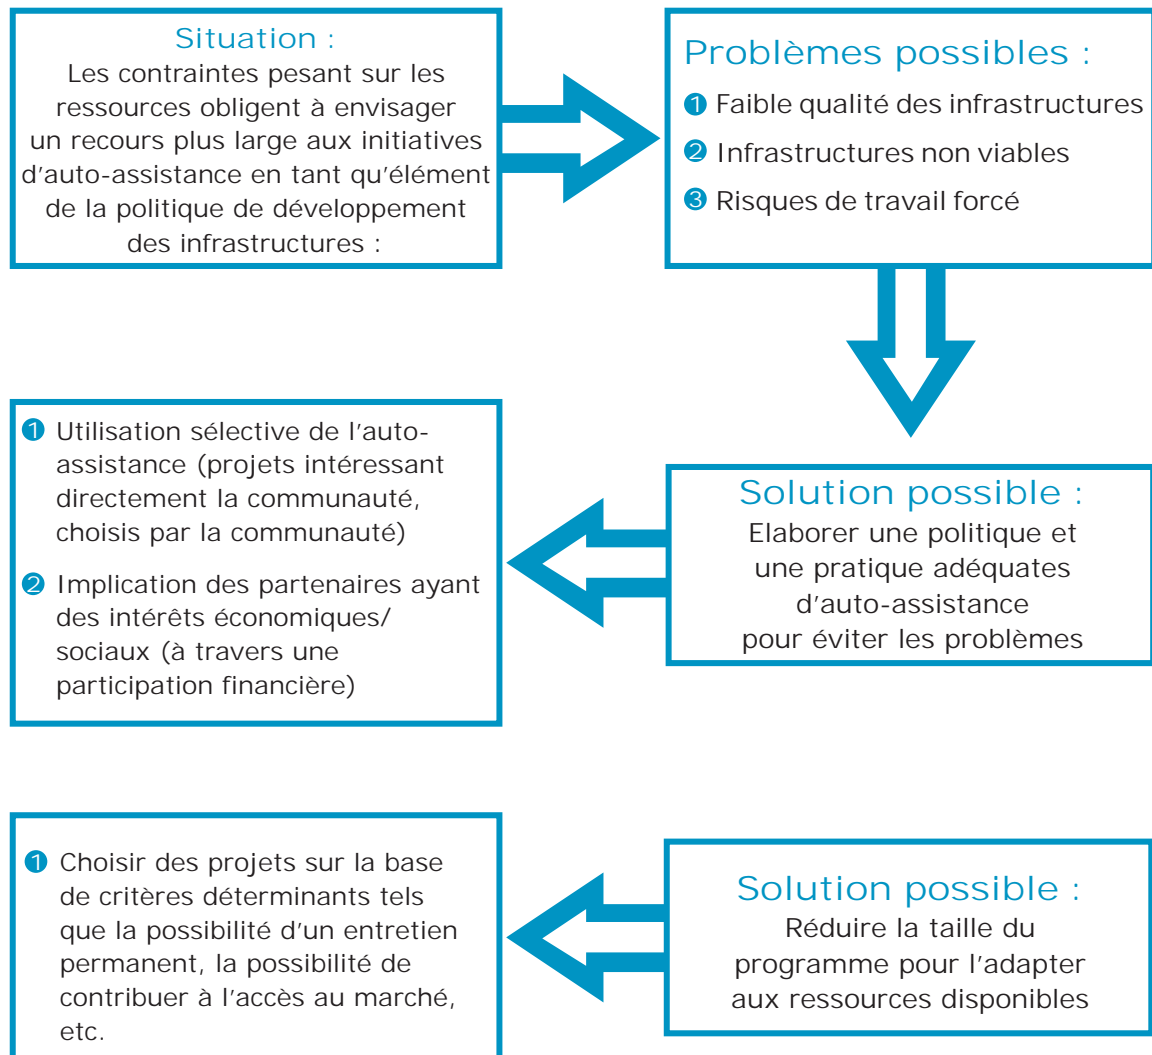 Situation :
Les contraintes pesant sur les
ressources obligent à envisager
un recours plus large aux initiatives
d'auto-assistance en tant qu'élément
de la politique de développement
des infrastructures :
Problèmes possibles :
❶ Faible qualité des infrastructures
❷ Infrastructures non viables
❸ Risques de travail forcé
Solution possible :
Elaborer une politique et
une pratique adéquates
d'auto-assistance
pour éviter les problèmes
❶ Utilisation sélective de l'auto-
assistance (projets intéressant
directement la communauté,
choisis par la communauté)
❷ Implication des partenaires ayant
des intérêts économiques/
sociaux (à travers une
participation financière)
Solution possible :
Réduire la taille du
programme pour l'adapter
aux ressources disponibles
❶ Choisir des projets sur la base
de critères déterminants tels
que la possibilité d'un entretien
permanent, la possibilité de
contribuer à l'accès au marché,
etc.